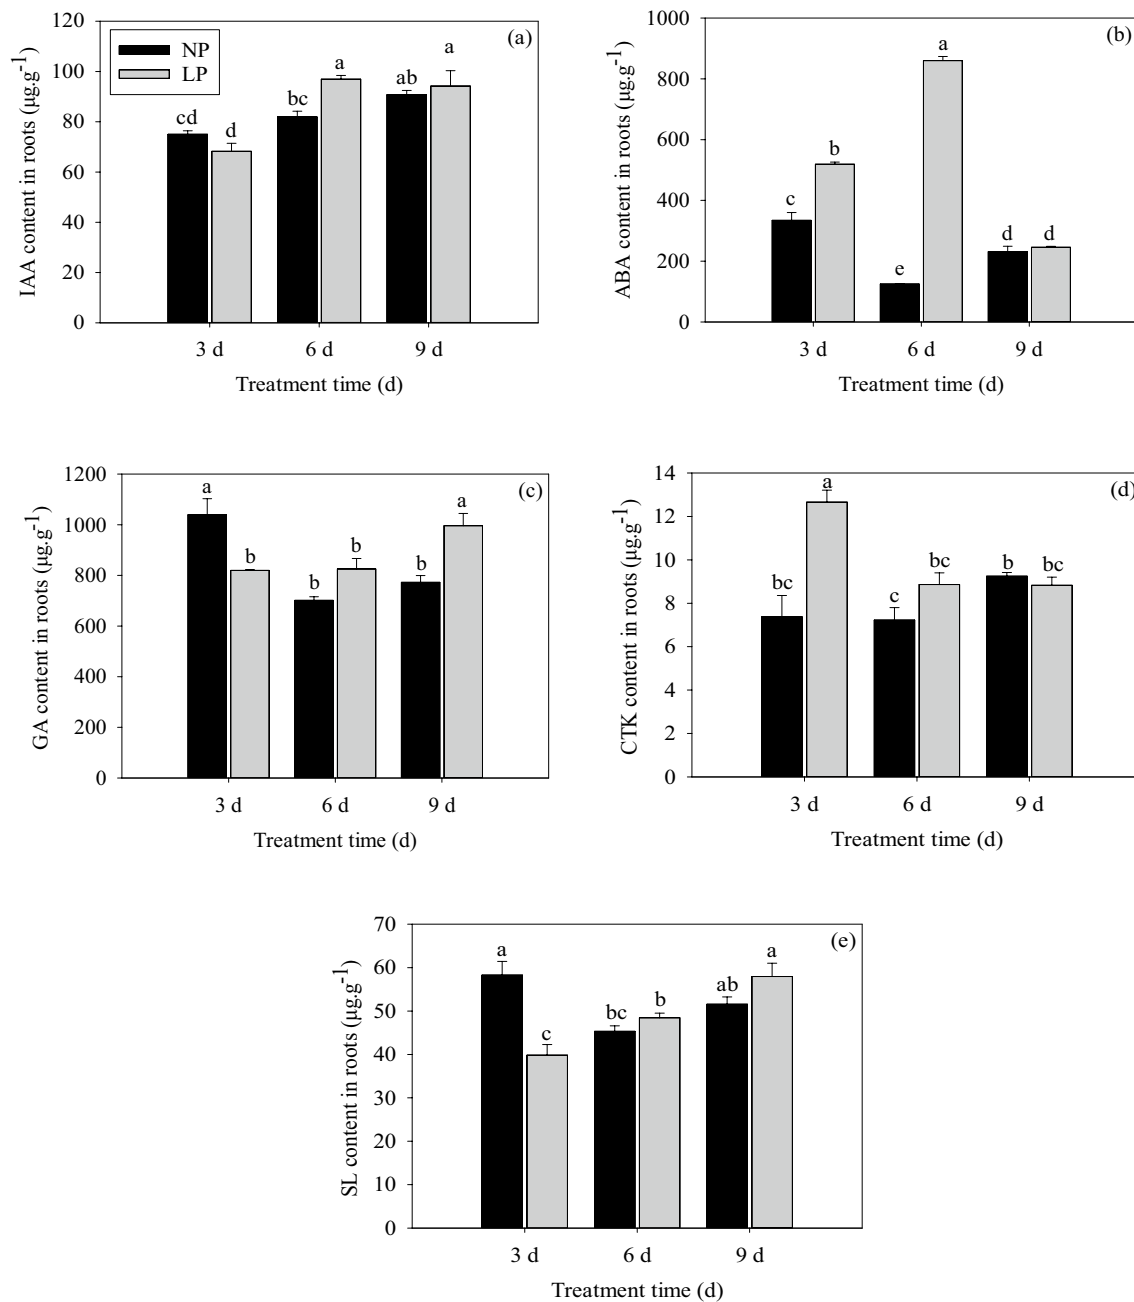 (a)
NP
LP
IAA content in roots (μg.g-1)
120
100
80
60
40
20
0
cd
d
bc
a
ab
a
3 d
6 d
9 d
Treatment time (d)
(b)
ABA content in roots (μg.g-1)
1000
800
600
400
200
0
c
b
e
a
d
d
3 d
6 d
9 d
Treatment time (d)
(c)
GA content in roots (μg.g-1)
1200
1000
800
600
400
200
0
a
b
b
b
b
a
3 d
6 d
9 d
Treatment time (d)
(d)
CTK content in roots (μg.g-1)
14
12
10
8
6
4
2
0
bc
a
c
bc
b
bc
3 d
6 d
9 d
Treatment time (d)
(e)
SL content in roots (μg.g-1)
70
60
50
40
30
20
10
0
a
c
bc
b
ab
a
3 d
6 d
9 d
Treatment time (d)